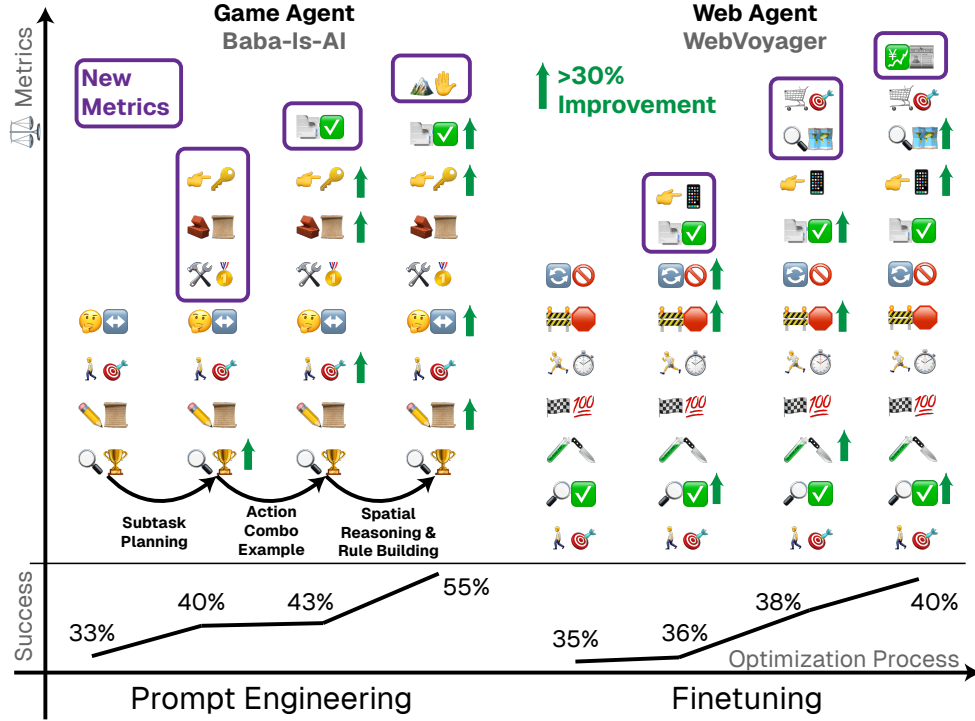 Game Agent
Baba-Is-AI
Web Agent
WebVoyager
Metrics
New
Metrics
>30%
Improvement
Subtask
Planning
Action
Combo
Example
Spatial
Reasoning &
Rule Building
Success
33%
40%
43%
55%
35%
36%
38%
40%
Optimization Process
Prompt Engineering
Finetuning